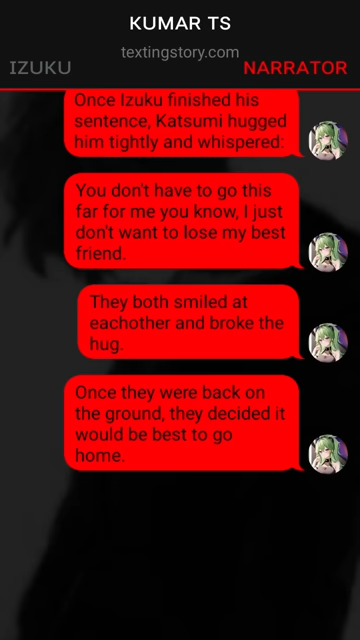 KUMAR TS
textingstory.com
IZUKU
NARRATOR
Once Izuku finished his
sentence, Katsumi hugged
him tightly and whispered:
You don't have to go this
far for me you know, I just
don't want to lose my best
friend.
They both smiled at
eachother and broke the
hug.
Once they were back on
the ground, they decided it
would be best to go
home.